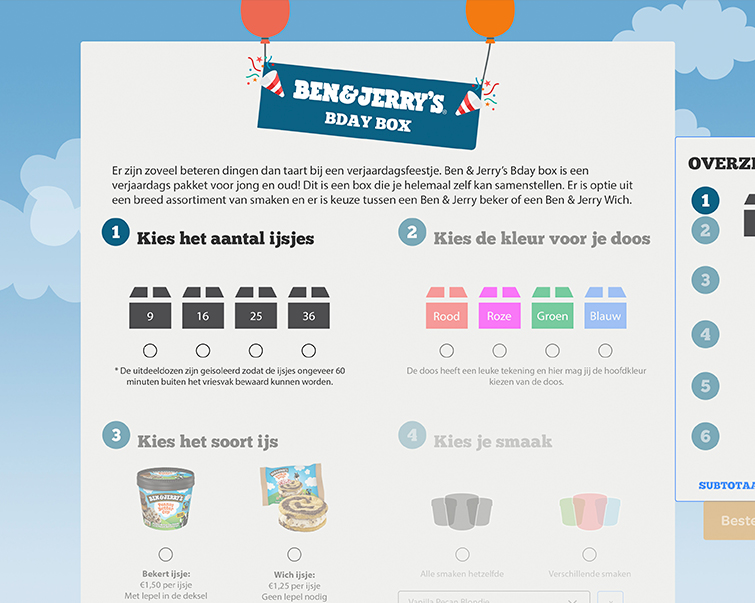 BEN&JERRY'S
BDAY BOX
Er zijn zoveel beteren dingen dan taart bij een verjaardagsfeestje. Ben & Jerry's Bday box is een
verjaardags pakket voor jong en oud! Dit is een box die je helemaal zelf kan samenstellen. Er is optie uit
een breed assortiment van smaken en er is keuze tussen een Ben & Jerry beker of een Ben & Jerry Wich.
1 Kies het aantal ijsjes
9 16 25 36
* De uitdeeldozen zijn geïsoleerd zodat de ijsjes ongeveer 60
minuten buiten het vriesvak bewaard kunnen worden.
2 Kies de kleur voor je doos
Rood Roze Groen Blauw
De doos heeft een leuke tekening en hier mag jij de hoofdkleur
kiezen van de doos.
3 Kies het soort ijs
BEN & JERRY'S
Bekert ijsje:
€1,50 per ijsje
Met lepel in de deksel
Wich ijsje:
€1,25 per ijsje
Geen lepel nodig
4 Kies je smaak
Alle smaken hetzelfde
Verschillende smaken
Vanilla Pecan Blondie
OVERZI
1
2
3
4
5
6
SUBTOTAA
Beste